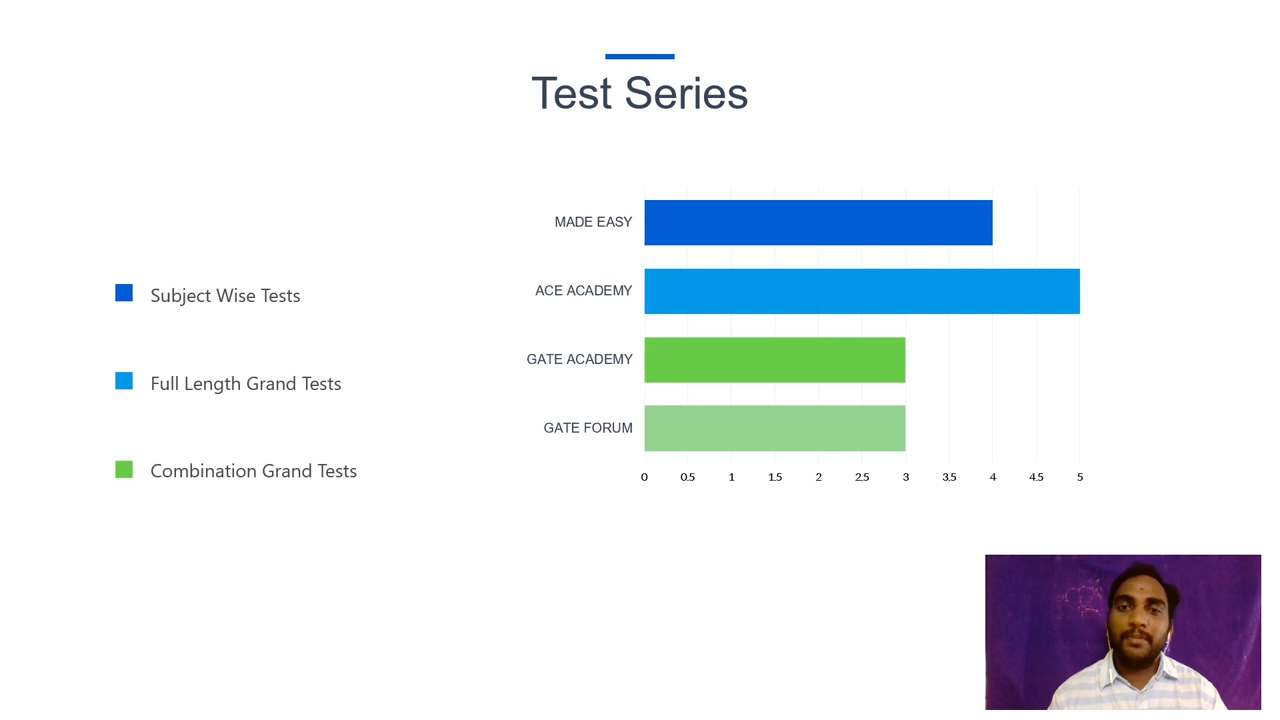 Test Series
Subject Wise Tests
Full Length Grand Tests
Combination Grand Tests
MADE EASY
ACE ACADEMY
GATE ACADEMY
GATE FORUM
0 0.5 1 1.5 2 2.5 3 3.5 4 4.5 5